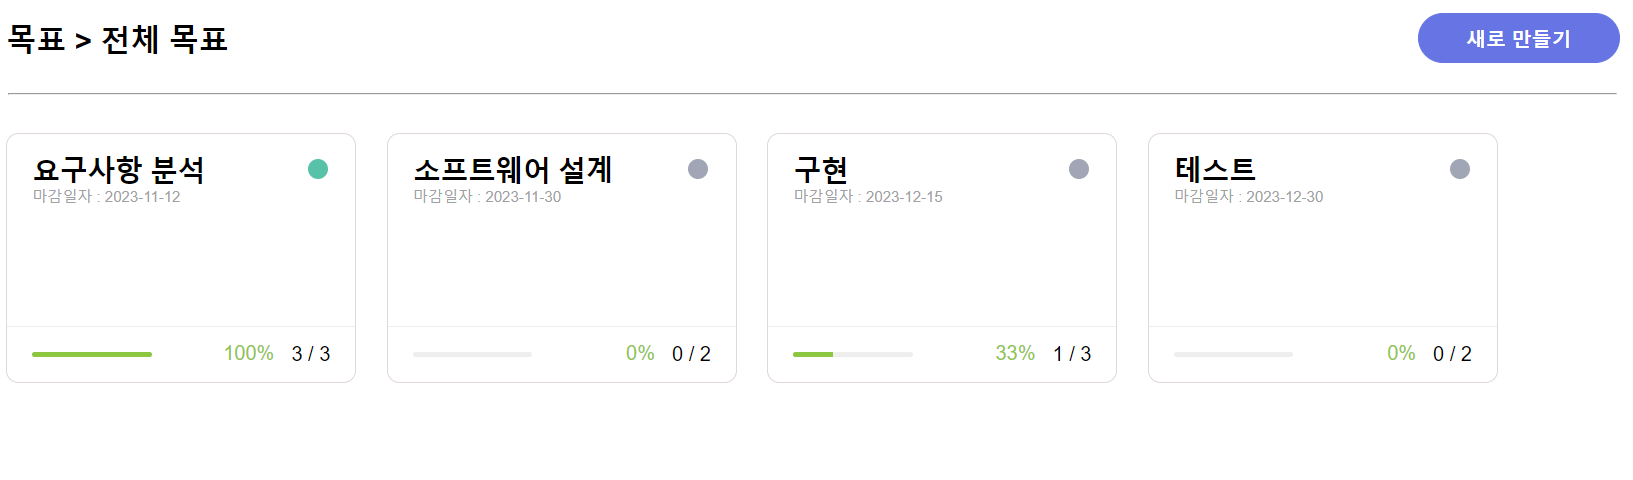 목표 > 전체 목표
새로 만들기
요구사항 분석
마감일자 : 2023-11-12
100% 3 / 3
소프트웨어 설계
마감일자 : 2023-11-30
0% 0 / 2
구현
마감일자 : 2023-12-15
33% 1 / 3
테스트
마감일자 : 2023-12-30
0% 0 / 2